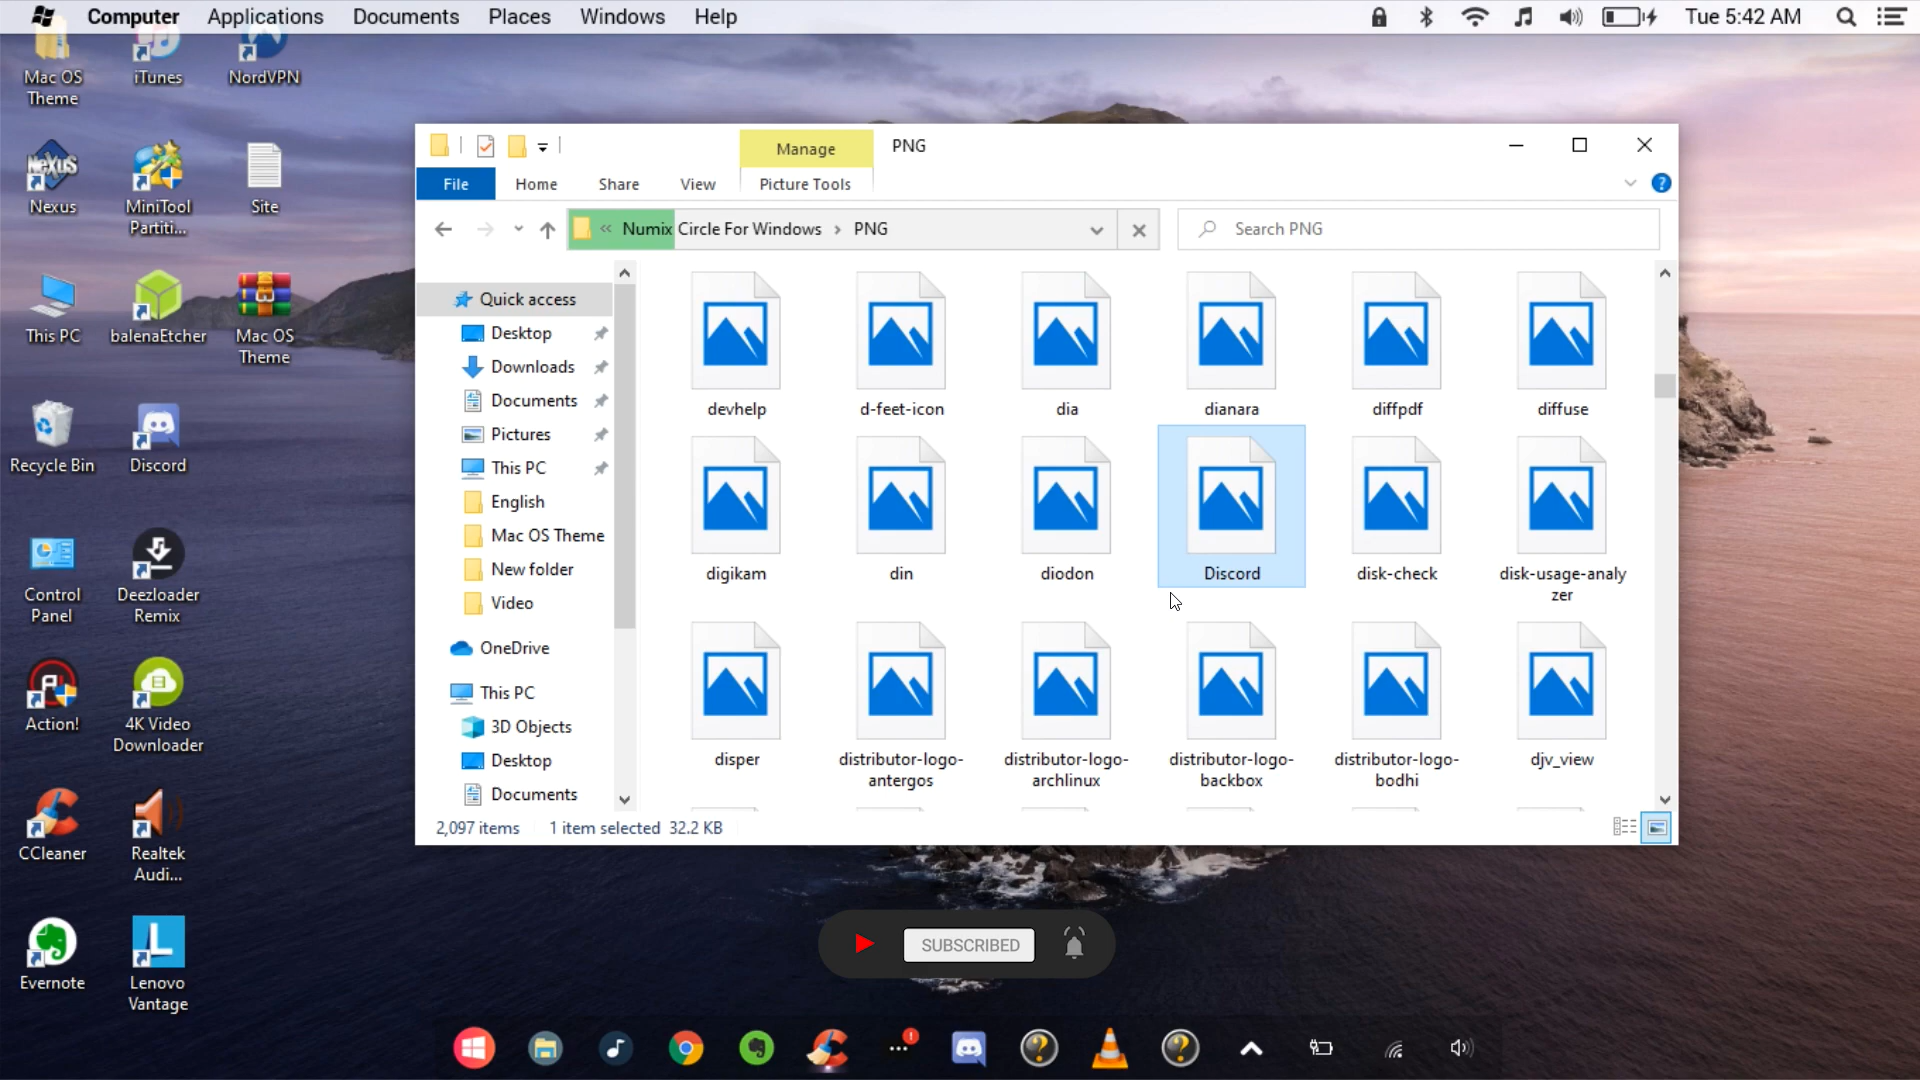 Computer Applications Documents Places Windows Help Tue 5:42 AM
Mac OS
Theme
iTunes
NordVPN
Nexus
MiniTool
Partiti...
Site
This PC
balenaEtcher
Mac OS
Theme
Recycle Bin
Discord
Control
Panel
Deezloader
Remix
Action!
4K Video
Downloader
CCleaner
Realtek
Audi...
Evernote
Lenovo
Vantage
Manage PNG
File Home Share View Picture Tools
« Numix Circle For Windows › PNG
Search PNG
Quick access
Desktop
Downloads
Documents
Pictures
This PC
English
Mac OS Theme
New folder
Video
OneDrive
This PC
3D Objects
Desktop
Documents
devhelp d-feet-icon dia dianara diffpdf diffuse
digikam din diodon Discord disk-check disk-usage-analy
zer
disper distributor-logo- distributor-logo- distributor-logo- distributor-logo- djv_view
antergos archlinux backbox bodhi
2,097 items 1 item selected 32.2 KB
SUBSCRIBED